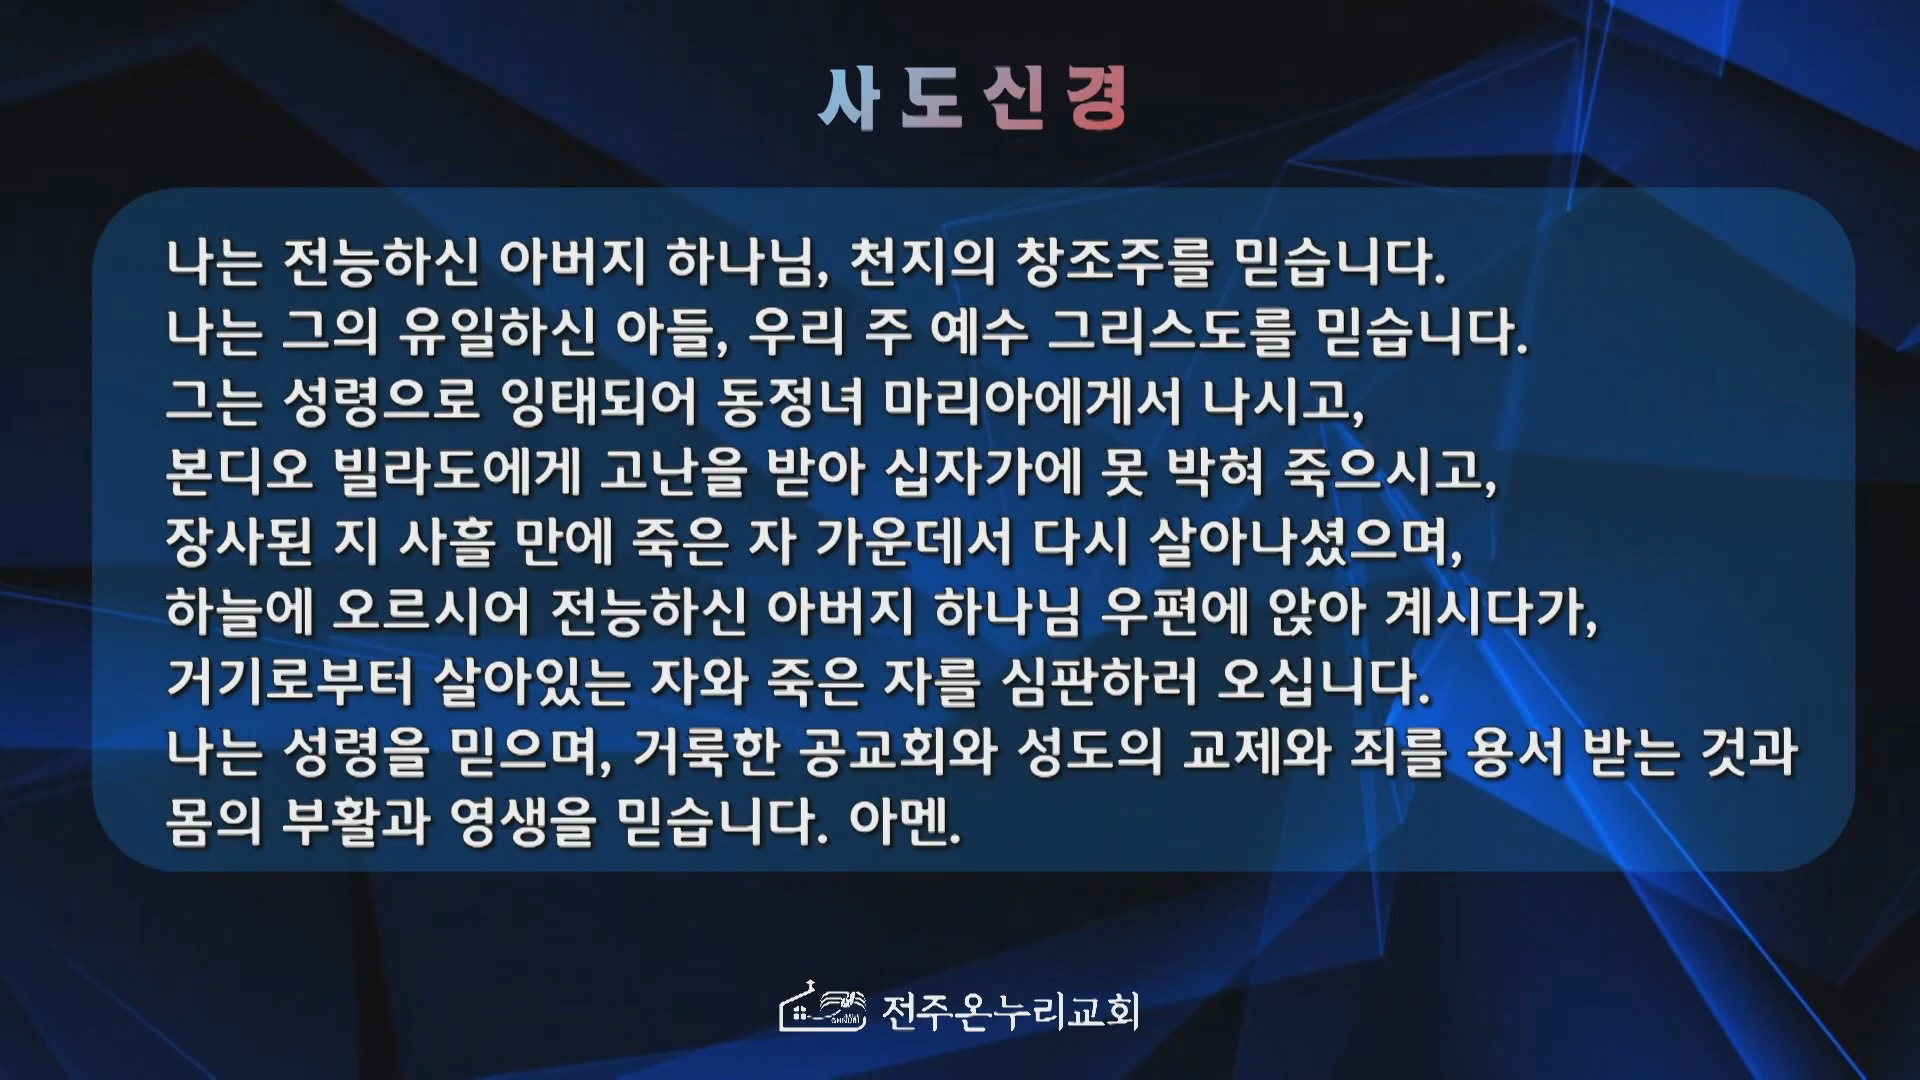 사도신경
나는 전능하신 아버지 하나님, 천지의 창조주를 믿습니다.
나는 그의 유일하신 아들, 우리 주 예수 그리스도를 믿습니다.
그는 성령으로 잉태되어 동정녀 마리아에게서 나시고,
본디오 빌라도에게 고난을 받아 십자가에 못 박혀 죽으시고,
장사된 지 사흘 만에 죽은 자 가운데서 다시 살아나셨으며,
하늘에 오르시어 전능하신 아버지 하나님 우편에 앉아 계시다가,
거기로부터 살아있는 자와 죽은 자를 심판하러 오십니다.
나는 성령을 믿으며, 거룩한 공교회와 성도의 교제와 죄를 용서 받는 것과
몸의 부활과 영생을 믿습니다. 아멘.
전주온누리교회